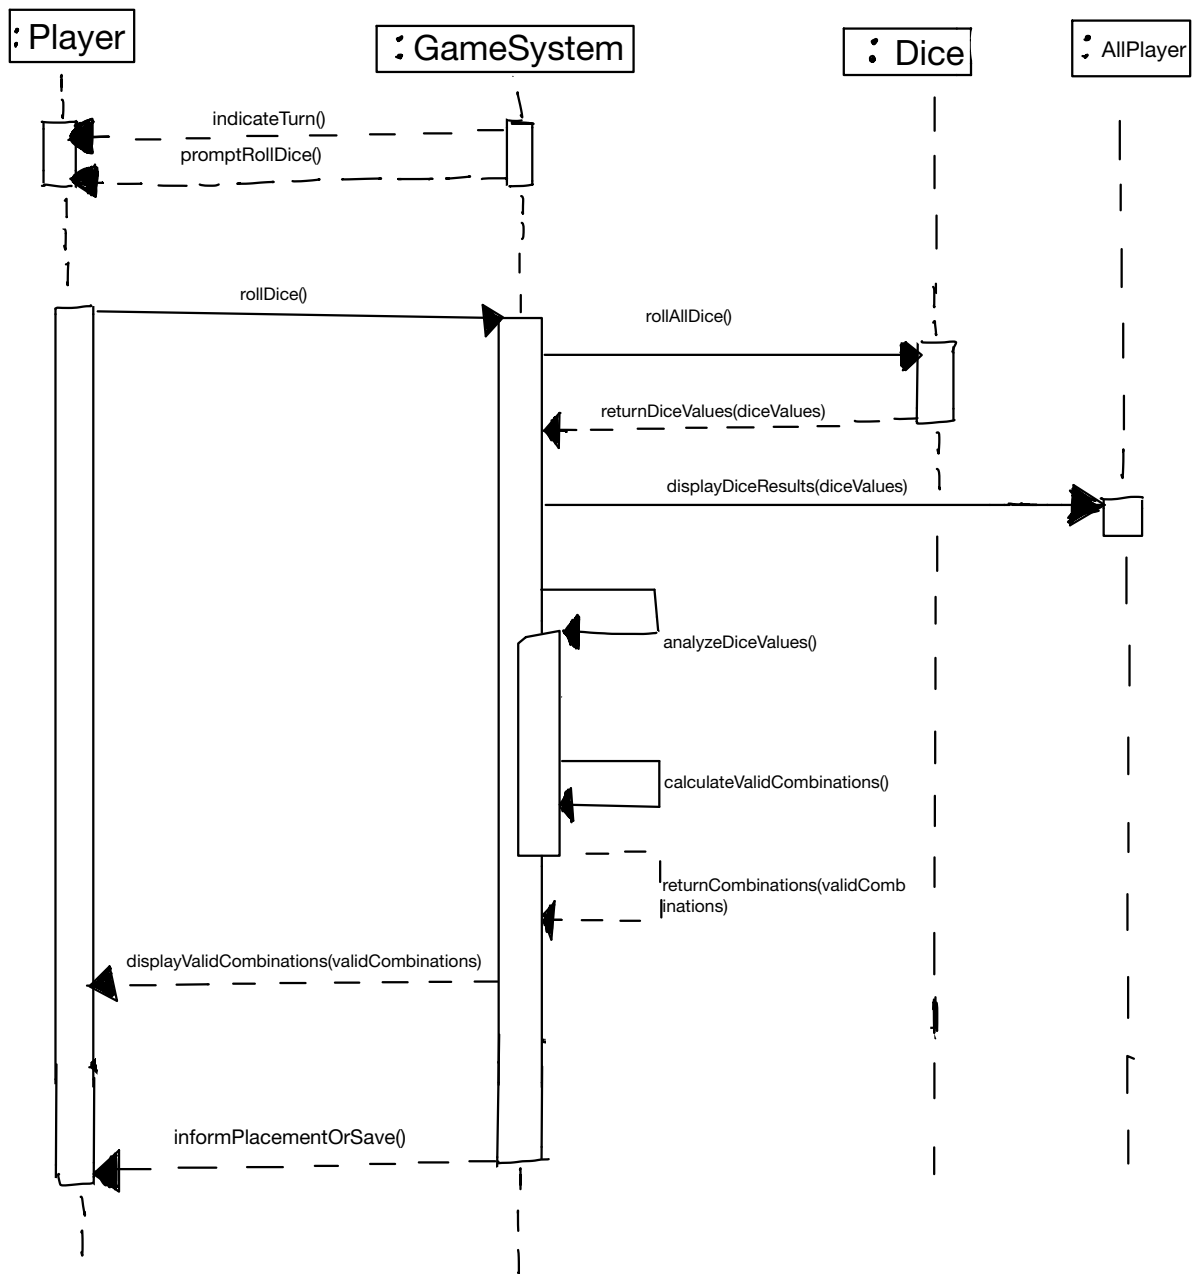 : Player
: GameSystem
: Dice
: AllPlayer
indicateTurn()
promptRollDice()
rollDice()
rollAllDice()
returnDiceValues(diceValues)
displayDiceResults(diceValues)
analyzeDiceValues()
calculateValidCombinations()
returnCombinations(validComb
inations)
displayValidCombinations(validCombinations)
informPlacementOrSave()